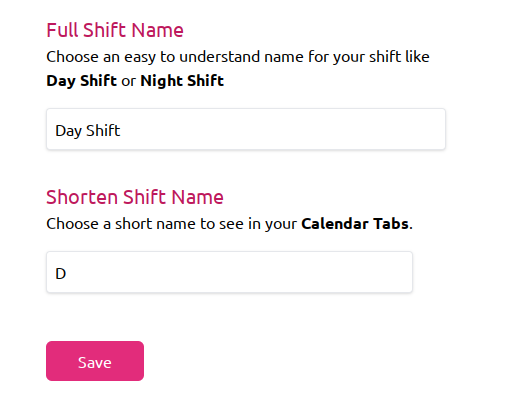 Full Shift Name
Choose an easy to understand name for your shift like
Day Shift or Night Shift
Day Shift
Shorten Shift Name
Choose a short name to see in your Calendar Tabs.
D
Save